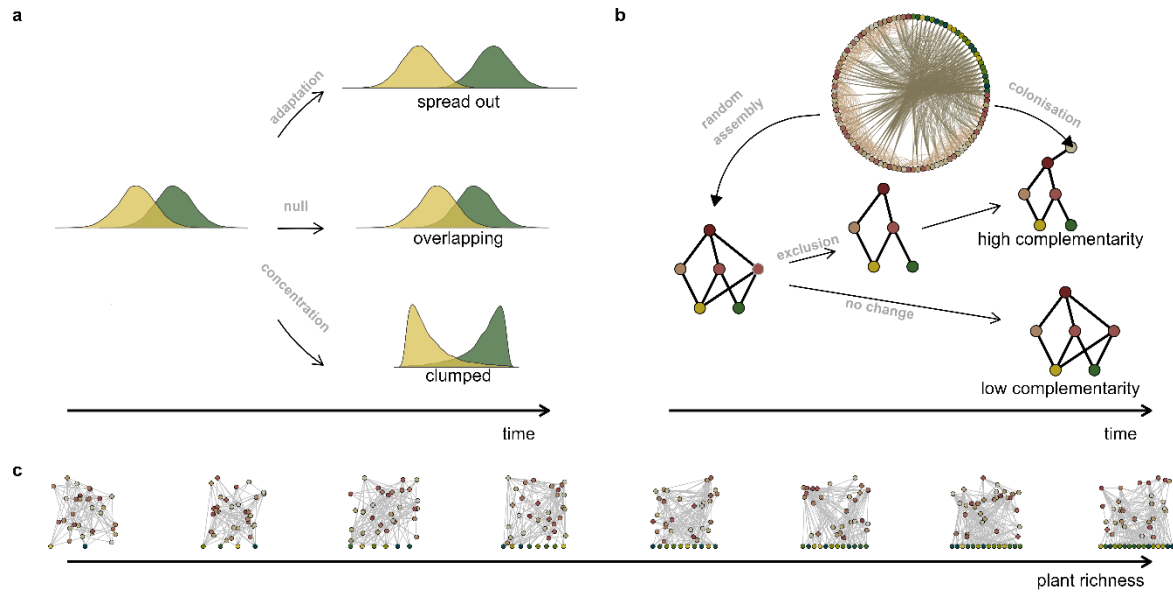 a
adaptation
spread out
null
overlapping
concentration
clumped
time
b
random
assembly
colonisation
exclusion
high complementarity
no change
low complementarity
time
c
plant richness